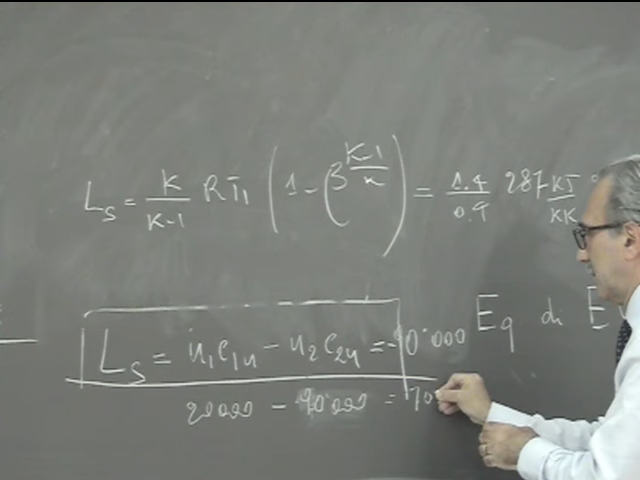 Ls = K/K-1 RT1 (1 - β^(K-1/K)) = 1.4/0.4 287 KJ/KK
Ls = u1c1u - u2c2u = -90'000 Eq di E
20000 - 90'000 = 70